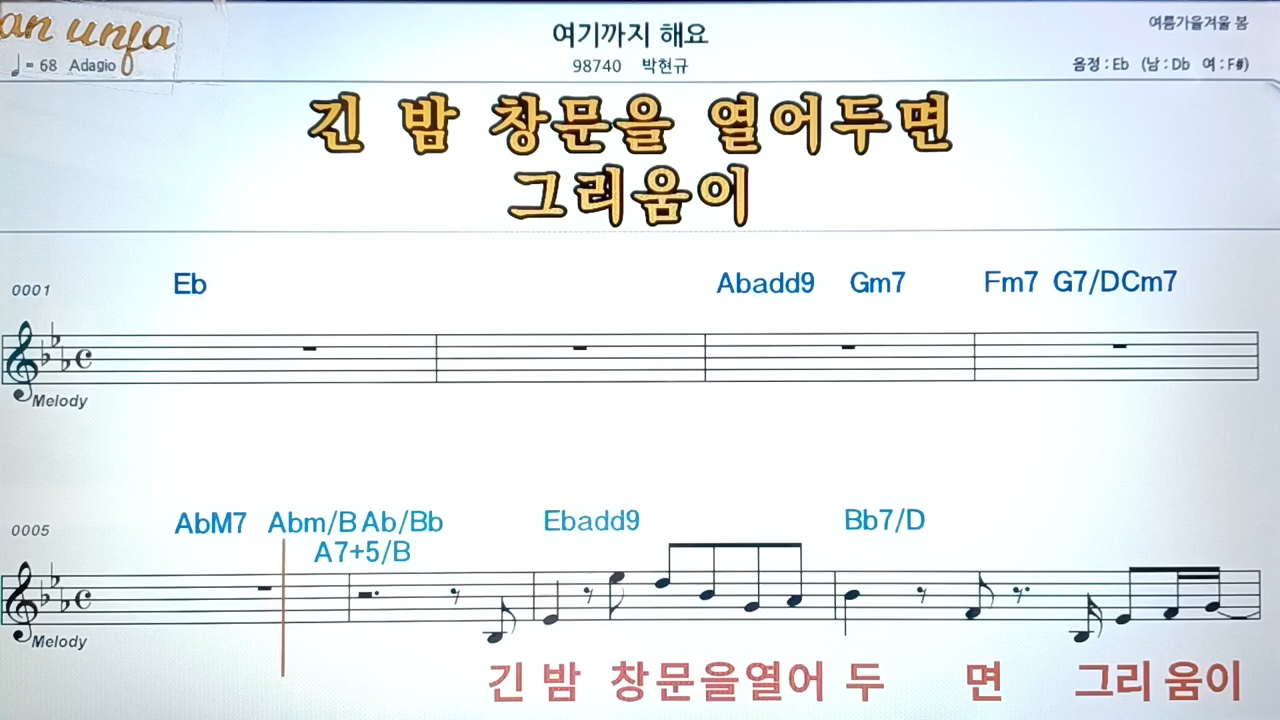 an unfa
여기까지 해요
여름가을겨울 봄
♩= 68 Adagio
98740 박현규
음정 : Eb (남 : Db 여 : F#)
긴 밤 창문을 열어두면
그리움이
0001
Eb Abadd9 Gm7 Fm7 G7/D Cm7
Melody
0005
AbM7 Abm/B Ab/Bb Ebadd9 Bb7/D
A7+5/B
Melody
긴 밤 창문을열어 두 면 그리 움이